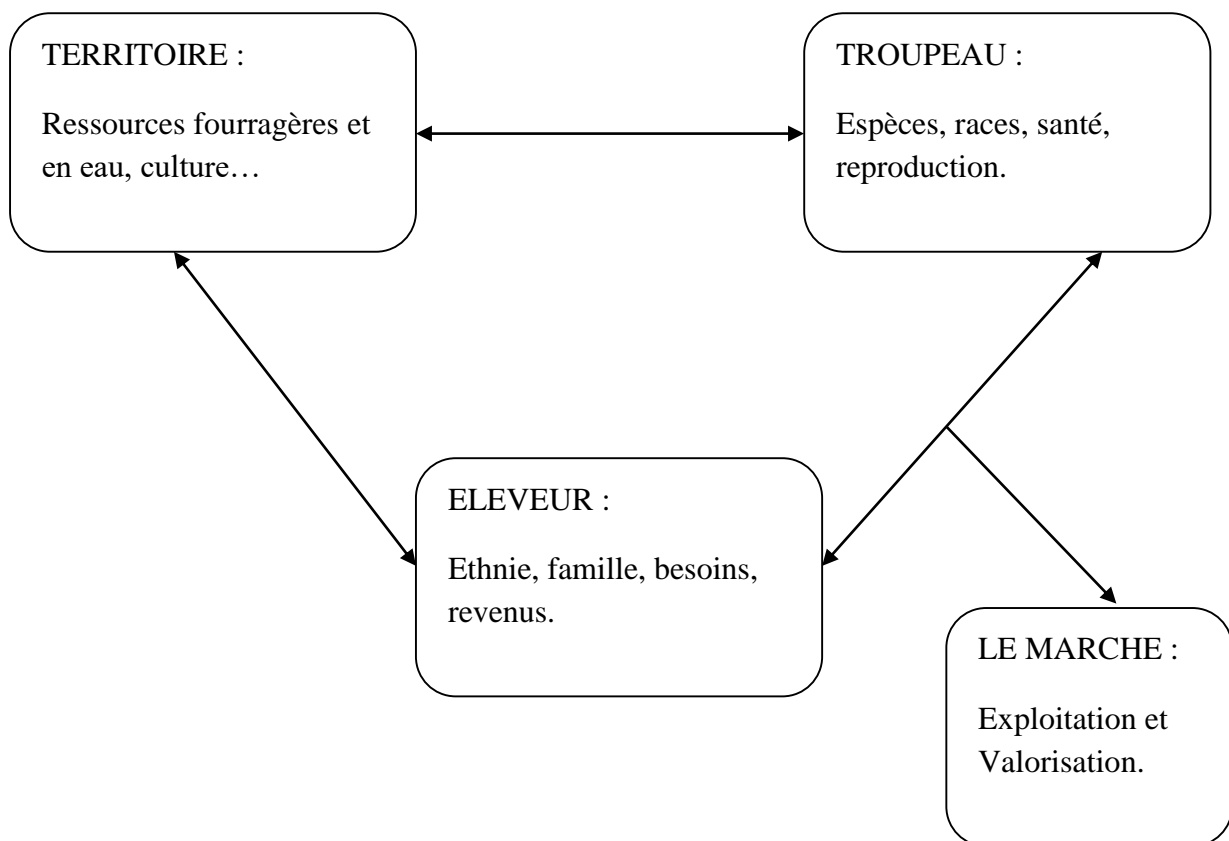 TERRITOIRE :
Ressources fourragères et
en eau, culture…
TROUPEAU :
Espèces, races, santé,
reproduction.
ELEVEUR :
Ethnie, famille, besoins,
revenus.
LE MARCHE :
Exploitation et
Valorisation.